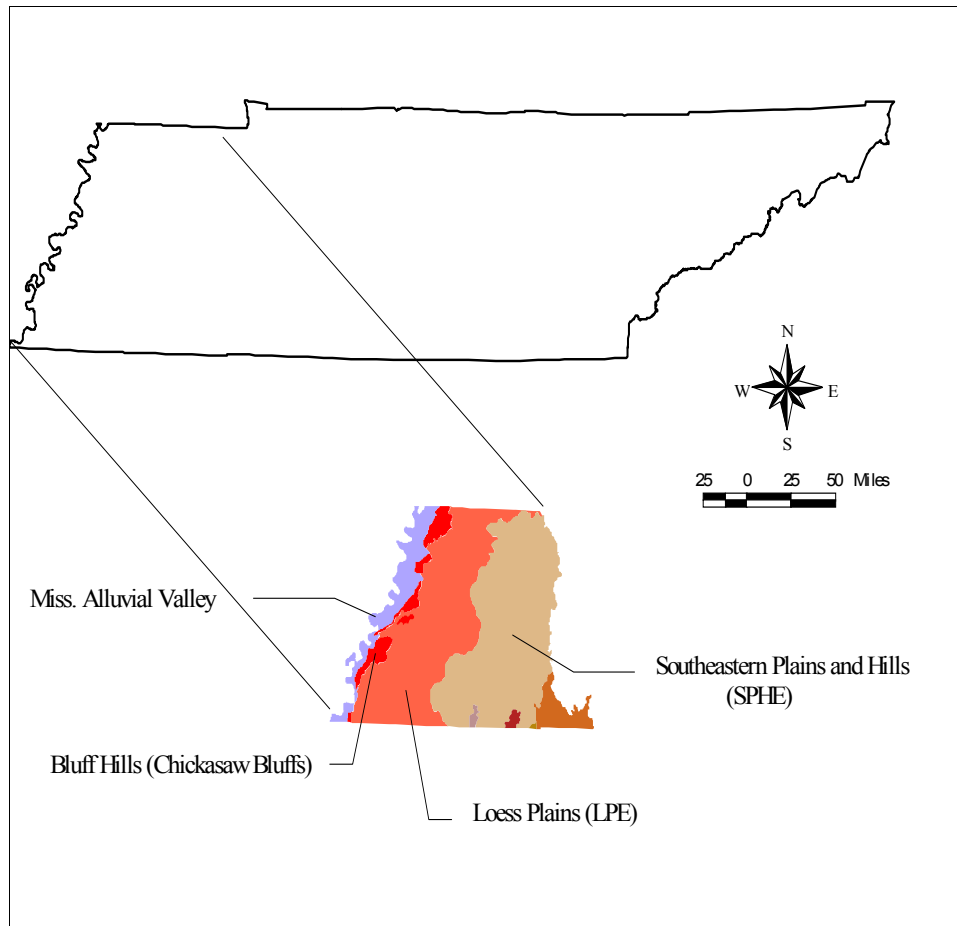 N
W E
S
25 0 25 50 Miles
Miss. Alluvial Valley
Southeastern Plains and Hills
(SPHE)
Bluff Hills (Chickasaw Bluffs)
Loess Plains (LPE)